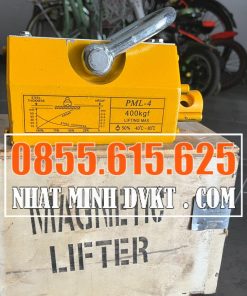 PML-4
400kgf
LIFTING MAX
0855.615.625
NHAT MINH DVKT . COM
MAGNETIC
LIFTER